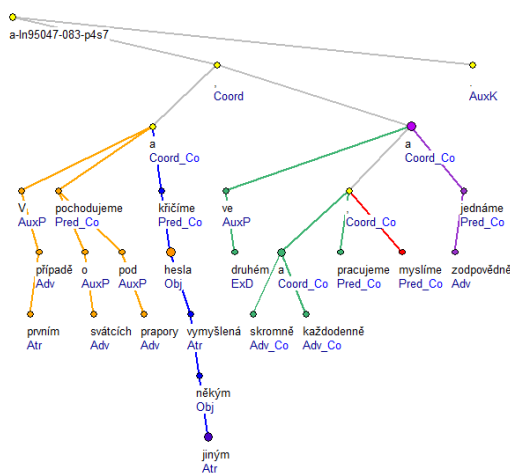 a-ln95047-083-p4s7
,
Coord
.
AuxK
a
Coord_Co
a
Coord_Co
V
AuxP
pochodujeme
Pred_Co
křičíme
Pred_Co
ve
AuxP
,
Coord_Co
jednáme
Pred_Co
případě
Adv
o
AuxP
pod
AuxP
hesla
Obj
druhém
ExD
a
Coord_Co
pracujeme
Pred_Co
myslíme
Pred_Co
zodpovědně
Adv
prvním
Atr
svátcích
Adv
prapory
Adv
vymyšlená
Atr
skromně
Adv_Co
každodenně
Adv_Co
někým
Obj
jiným
Atr